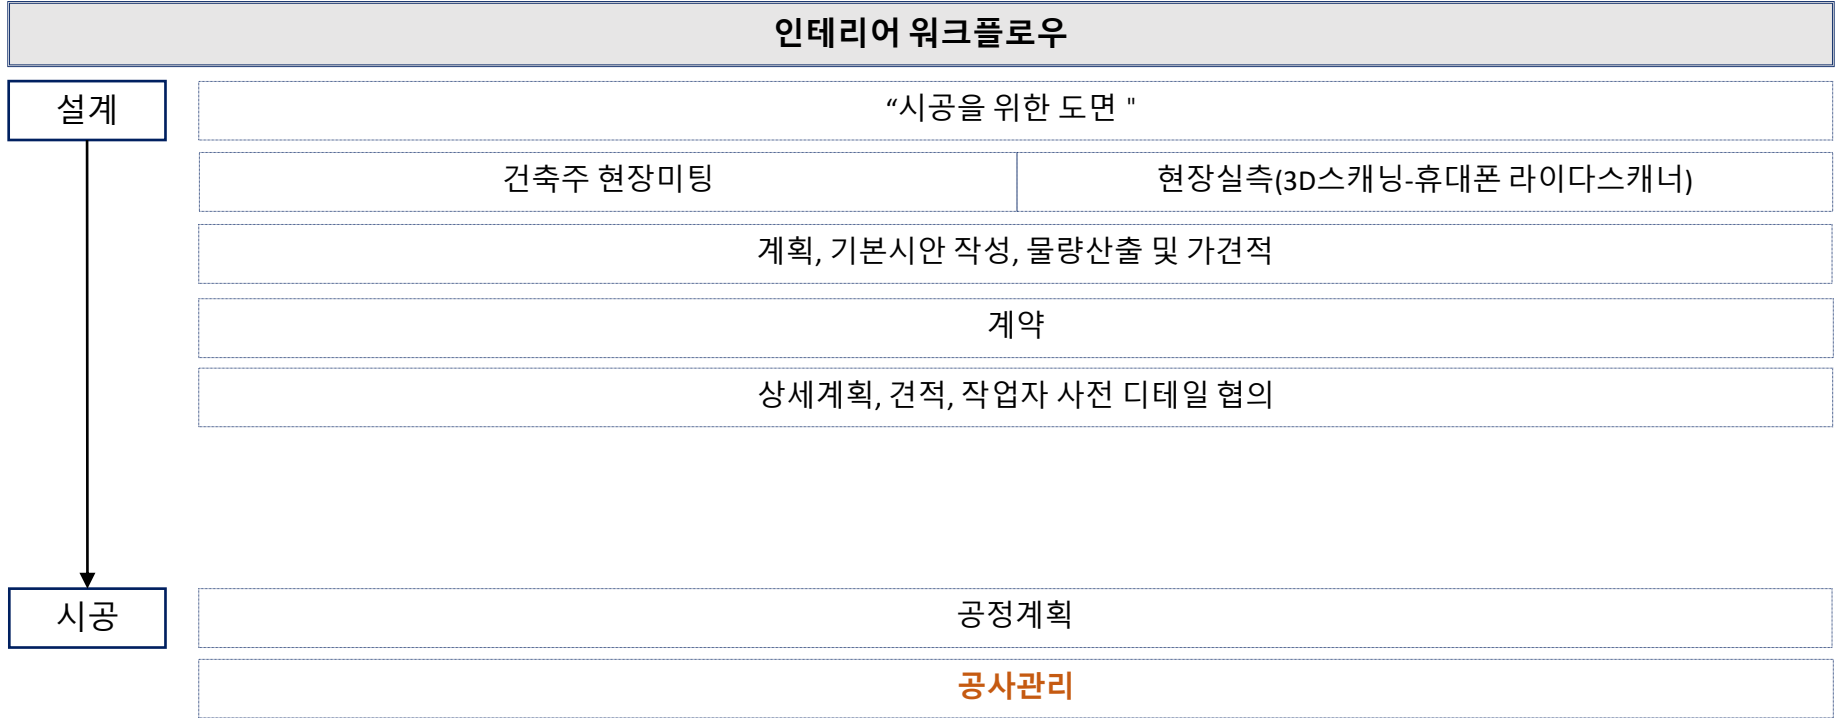 인테리어 워크플로우
설계
“시공을 위한 도면 "
건축주 현장미팅
현장실측(3D스캐닝-휴대폰 라이다스캐너)
계획, 기본시안 작성, 물량산출 및 가견적
계약
상세계획, 견적, 작업자 사전 디테일 협의
시공
공정계획
공사관리